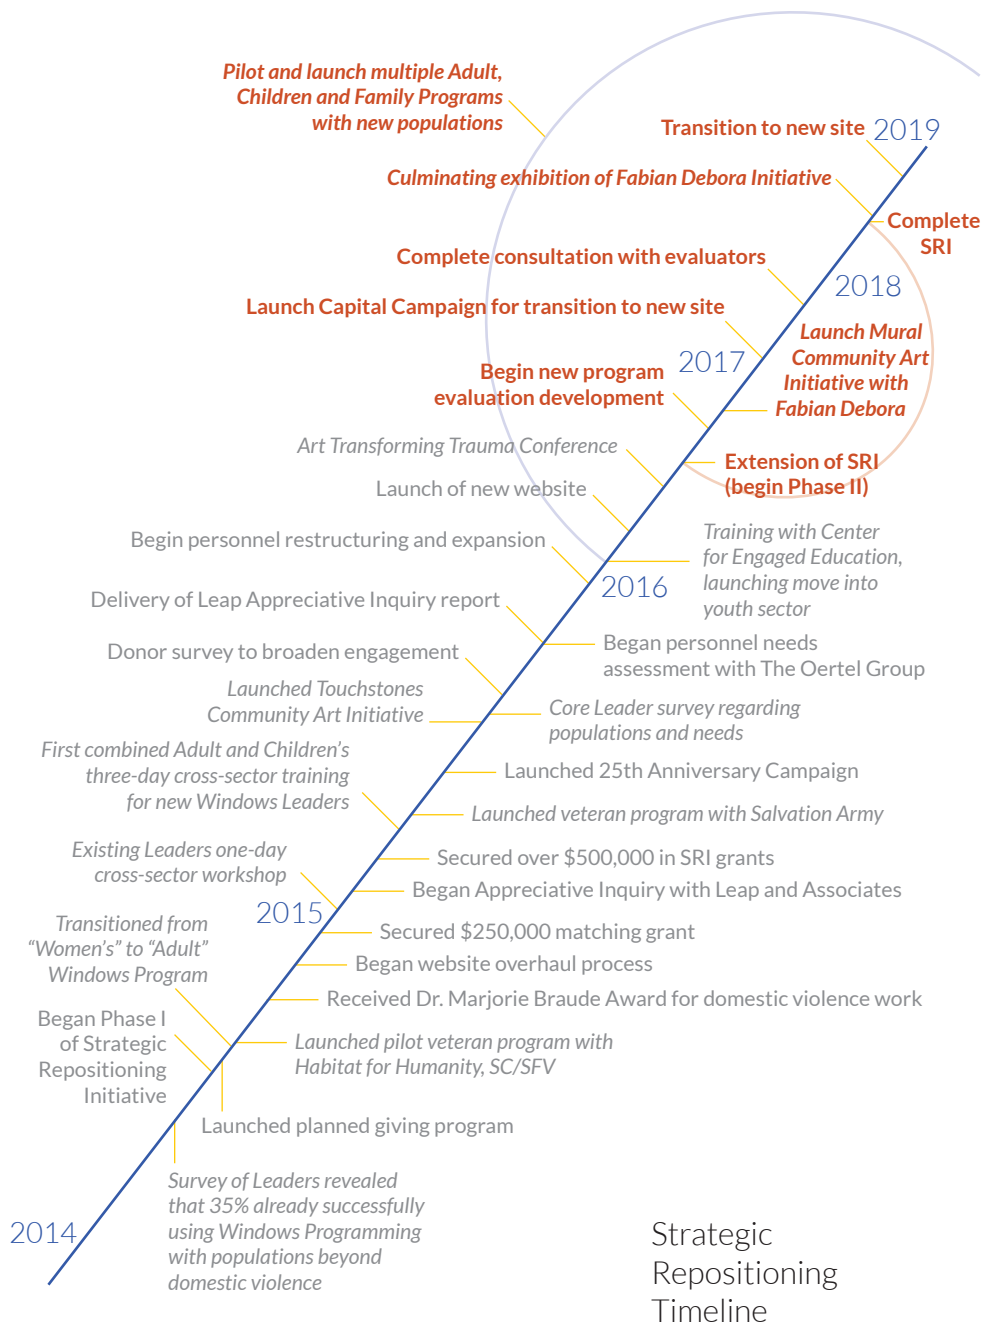 Pilot and launch multiple Adult,
Children and Family Programs
with new populations
Transition to new site
2019
Culminating exhibition of Fabian Debora Initiative
Complete
SRI
Complete consultation with evaluators
2018
Launch Capital Campaign for transition to new site
Launch Mural
Community Art
Initiative with
Fabian Debora
2017
Begin new program
evaluation development
Art Transforming Trauma Conference
Extension of SRI
(begin Phase II)
Launch of new website
Training with Center
for Engaged Education,
launching move into
youth sector
Begin personnel restructuring and expansion
2016
Delivery of Leap Appreciative Inquiry report
Began personnel needs
assessment with The Oertel Group
Donor survey to broaden engagement
Launched Touchstones
Community Art Initiative
Core Leader survey regarding
populations and needs
First combined Adult and Children’s
three-day cross-sector training
for new Windows Leaders
Launched 25th Anniversary Campaign
Launched veteran program with Salvation Army
Existing Leaders one-day
cross-sector workshop
Secured over $500,000 in SRI grants
Began Appreciative Inquiry with Leap and Associates
2015
Transitioned from
“Women’s” to “Adult”
Windows Program
Secured $250,000 matching grant
Began website overhaul process
Received Dr. Marjorie Braude Award for domestic violence work
Began Phase I
of Strategic
Repositioning
Initiative
Launched pilot veteran program with
Habitat for Humanity, SC/SFV
Launched planned giving program
Survey of Leaders revealed
that 35% already successfully
using Windows Programming
with populations beyond
domestic violence
2014
Strategic
Repositioning
Timeline